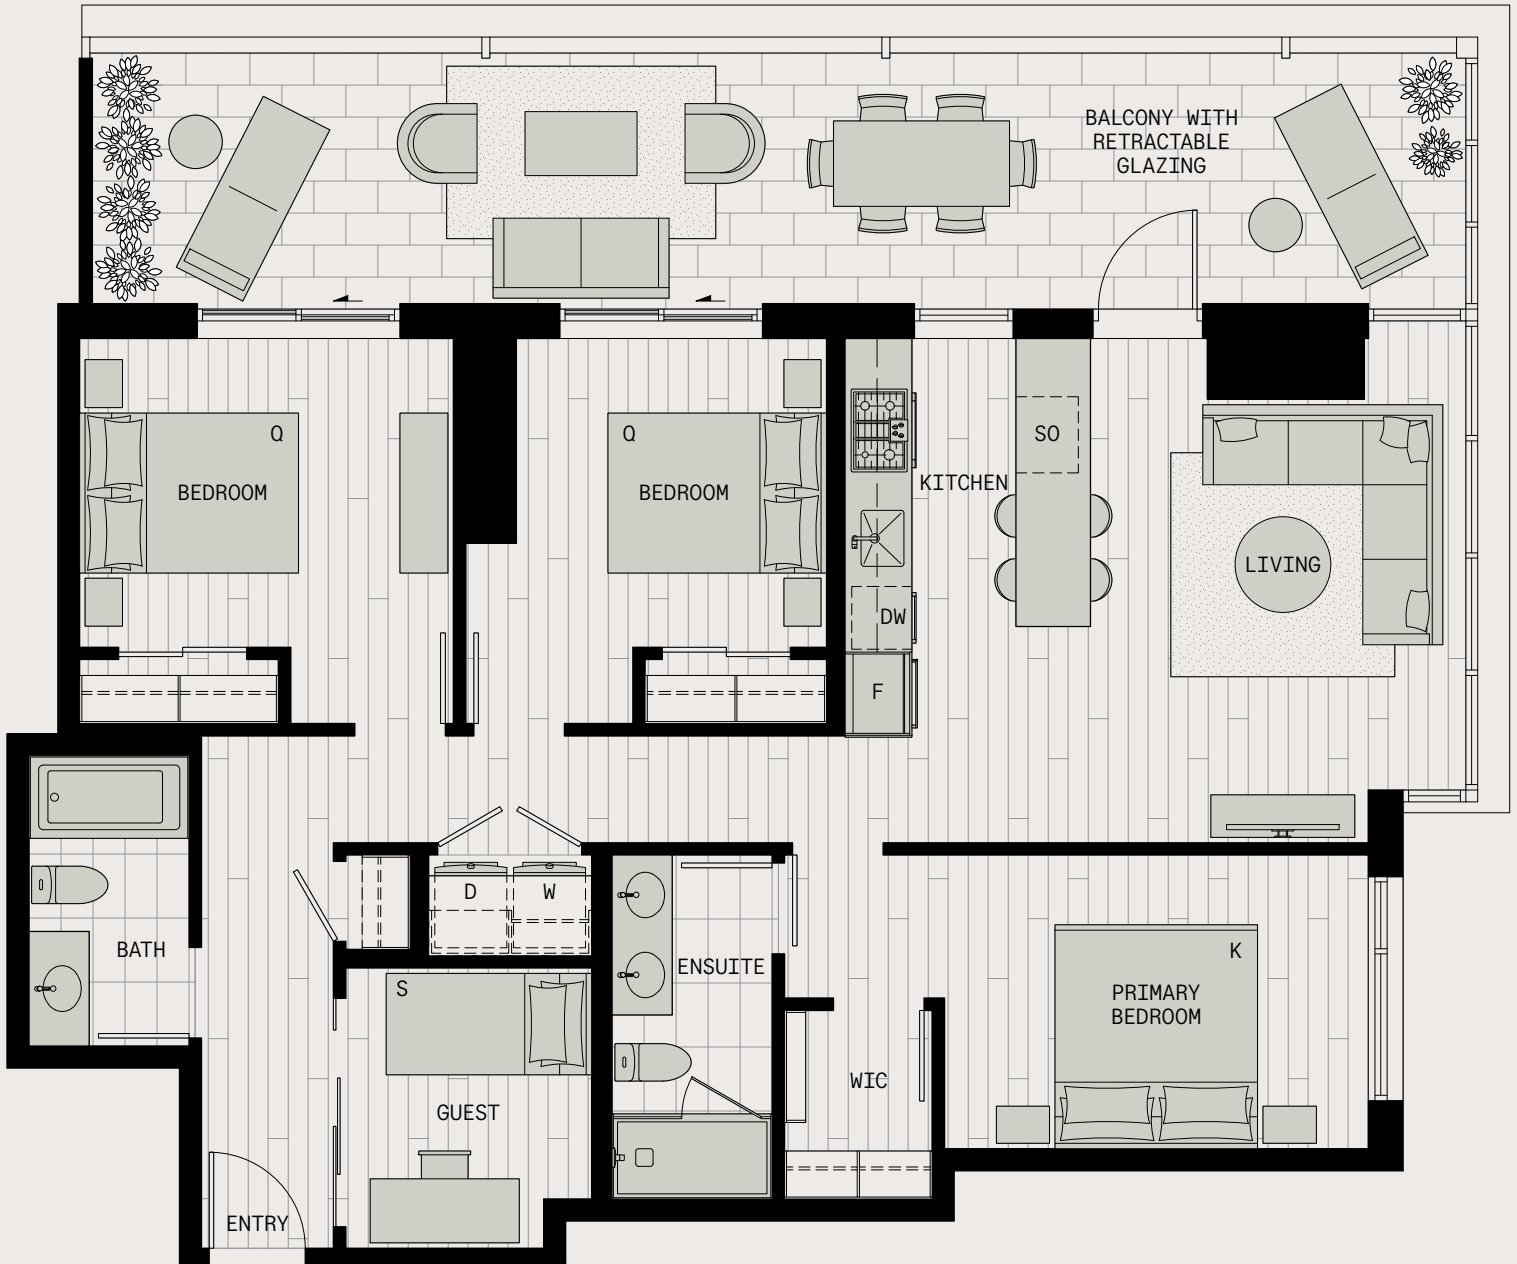 BALCONY WITH
RETRACTABLE
GLAZING
Q
Q
SO
BEDROOM
BEDROOM
KITCHEN
LIVING
DW
F
D
W
BATH
ENSUITE
K
S
PRIMARY
BEDROOM
WIC
GUEST
ENTRY